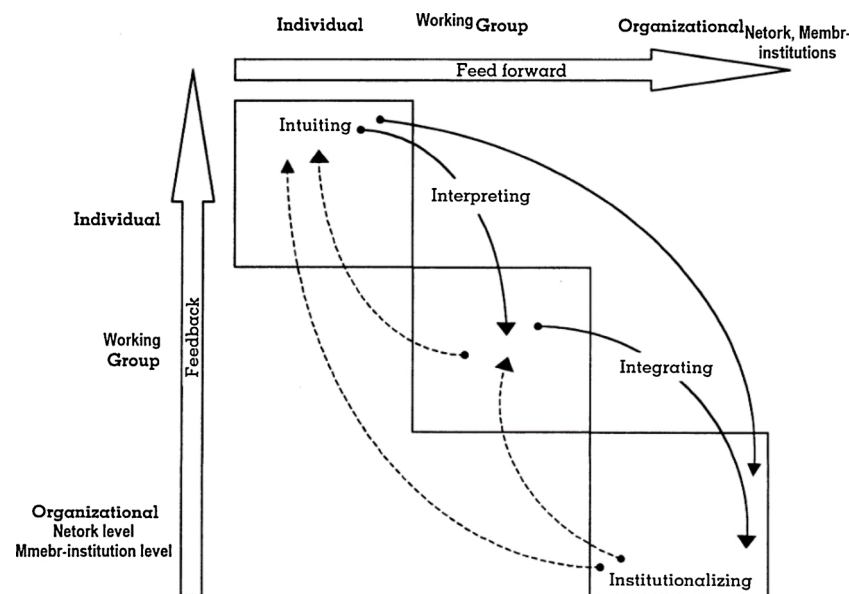 Individual
Working Group
Organizational Netork, Membr-
institutions
Feed forward
Intuiting
Interpreting
Individual
Feedback
Working
Group
Integrating
Organizational
Netork level
Mmebr-institution level
Institutionalizing